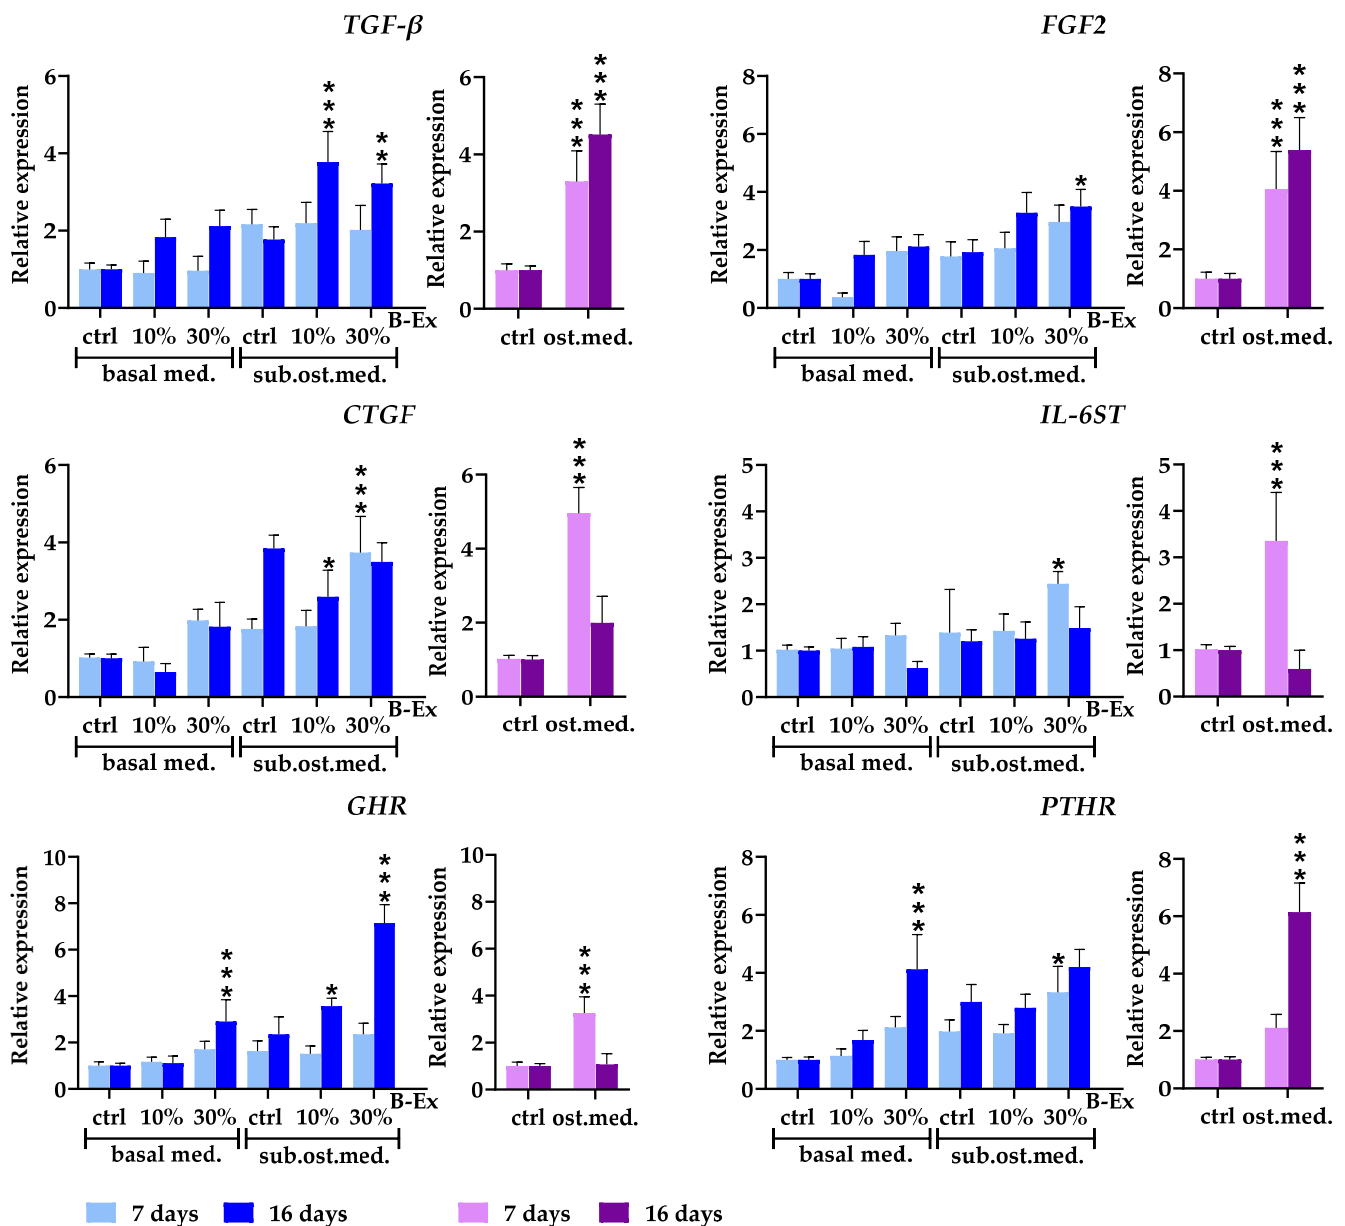 TGF-β
Relative expression
6
4
2
0
***
**
ctrl 10% 30% ctrl 10% 30% B-Ex
basal med. sub.ost.med.
Relative expression
6
4
2
0
***
***
ctrl ost.med.
FGF2
Relative expression
8
6
4
2
0
*
ctrl 10% 30% ctrl 10% 30% B-Ex
basal med. sub.ost.med.
Relative expression
8
6
4
2
0
***
***
ctrl ost.med.
CTGF
Relative expression
6
4
2
0
*
***
ctrl 10% 30% ctrl 10% 30% B-Ex
basal med. sub.ost.med.
Relative expression
6
4
2
0
***
ctrl ost.med.
IL-6ST
Relative expression
5
4
3
2
1
0
*
ctrl 10% 30% ctrl 10% 30% B-Ex
basal med. sub.ost.med.
Relative expression
5
4
3
2
1
0
***
ctrl ost.med.
GHR
Relative expression
10
8
6
4
2
0
***
*
***
ctrl 10% 30% ctrl 10% 30% B-Ex
basal med. sub.ost.med.
Relative expression
10
8
6
4
2
0
***
ctrl ost.med.
PTHR
Relative expression
8
6
4
2
0
***
*
ctrl 10% 30% ctrl 10% 30% B-Ex
basal med. sub.ost.med.
Relative expression
8
6
4
2
0
***
ctrl ost.med.
7 days 16 days 7 days 16 days